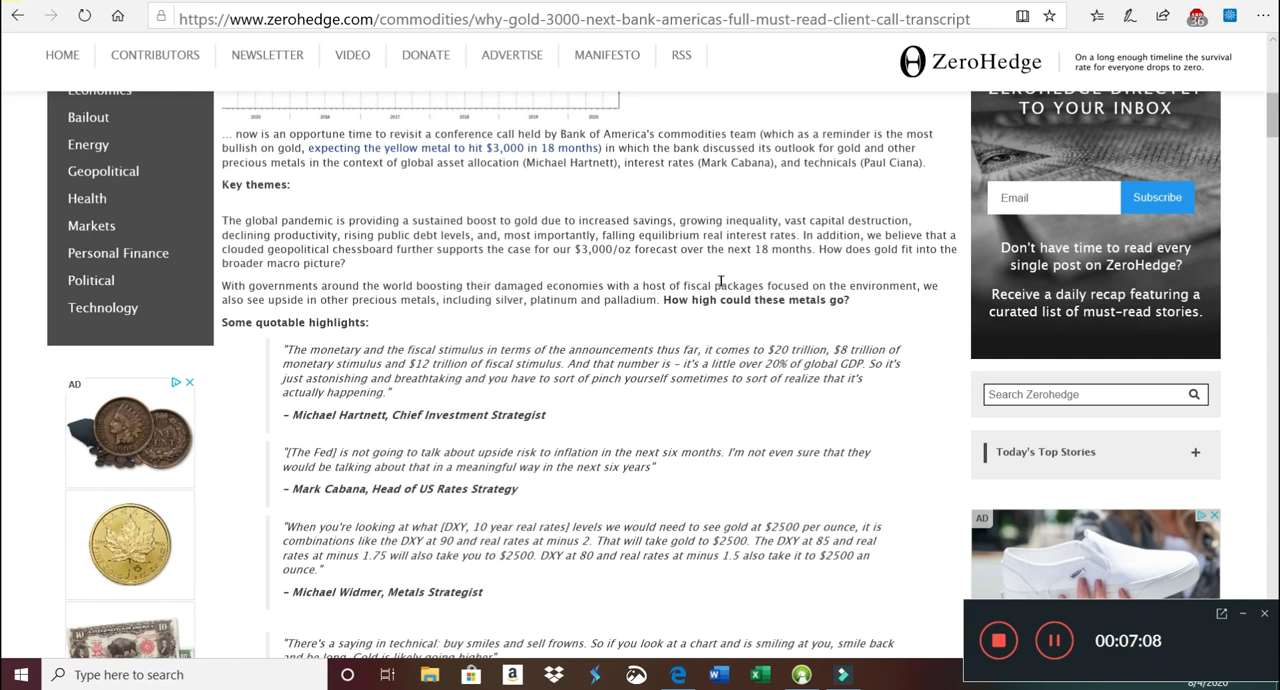 https://www.zerohedge.com/commodities/why-gold-3000-next-bank-americas-full-must-read-client-call-transcript
36
HOME
CONTRIBUTORS
NEWSLETTER
VIDEO
DONATE
ADVERTISE
MANIFESTO
RSS
ZeroHedge
On a long enough timeline the survival
rate for everyone drops to zero.
Economics
Bailout
Energy
Geopolitical
Health
Markets
Personal Finance
Political
Technology
AD
2015 2016 2017 2018 2019 2020
... now is an opportune time to revisit a conference call held by Bank of America's commodities team (which as a reminder is the most
bullish on gold, expecting the yellow metal to hit $3,000 in 18 months) in which the bank discussed its outlook for gold and other
precious metals in the context of global asset allocation (Michael Hartnett), interest rates (Mark Cabana), and technicals (Paul Ciana).
Key themes:
The global pandemic is providing a sustained boost to gold due to increased savings, growing inequality, vast capital destruction,
declining productivity, rising public debt levels, and, most importantly, falling equilibrium real interest rates. In addition, we believe that a
clouded geopolitical chessboard further supports the case for our $3,000/oz forecast over the next 18 months. How does gold fit into the
broader macro picture?
With governments around the world boosting their damaged economies with a host of fiscal packages focused on the environment, we
also see upside in other precious metals, including silver, platinum and palladium. How high could these metals go?
Some quotable highlights:
"The monetary and the fiscal stimulus in terms of the announcements thus far, it comes to $20 trillion, $8 trillion of
monetary stimulus and $12 trillion of fiscal stimulus. And that number is – it's a little over 20% of global GDP. So it's
just astonishing and breathtaking and you have to sort of pinch yourself sometimes to sort of realize that it's
actually happening."
– Michael Hartnett, Chief Investment Strategist
"[The Fed] is not going to talk about upside risk to inflation in the next six months. I'm not even sure that they
would be talking about that in a meaningful way in the next six years"
– Mark Cabana, Head of US Rates Strategy
"When you're looking at what [DXY, 10 year real rates] levels we would need to see gold at $2500 per ounce, it is
combinations like the DXY at 90 and real rates at minus 2. That will take gold to $2500. The DXY at 85 and real
rates at minus 1.75 will also take you to $2500. DXY at 80 and real rates at minus 1.5 also take it to $2500 an
ounce."
– Michael Widmer, Metals Strategist
"There's a saying in technical: buy smiles and sell frowns. So if you look at a chart and is smiling at you, smile back
and be long. Gold is likely going higher"
ZEROHEDGE DIRECTLY
TO YOUR INBOX
Email
Subscribe
Don't have time to read every
single post on ZeroHedge?
Receive a daily recap featuring a
curated list of must-read stories.
Search Zerohedge
Today's Top Stories +
AD
00:07:08
Type here to search
8/4/2020